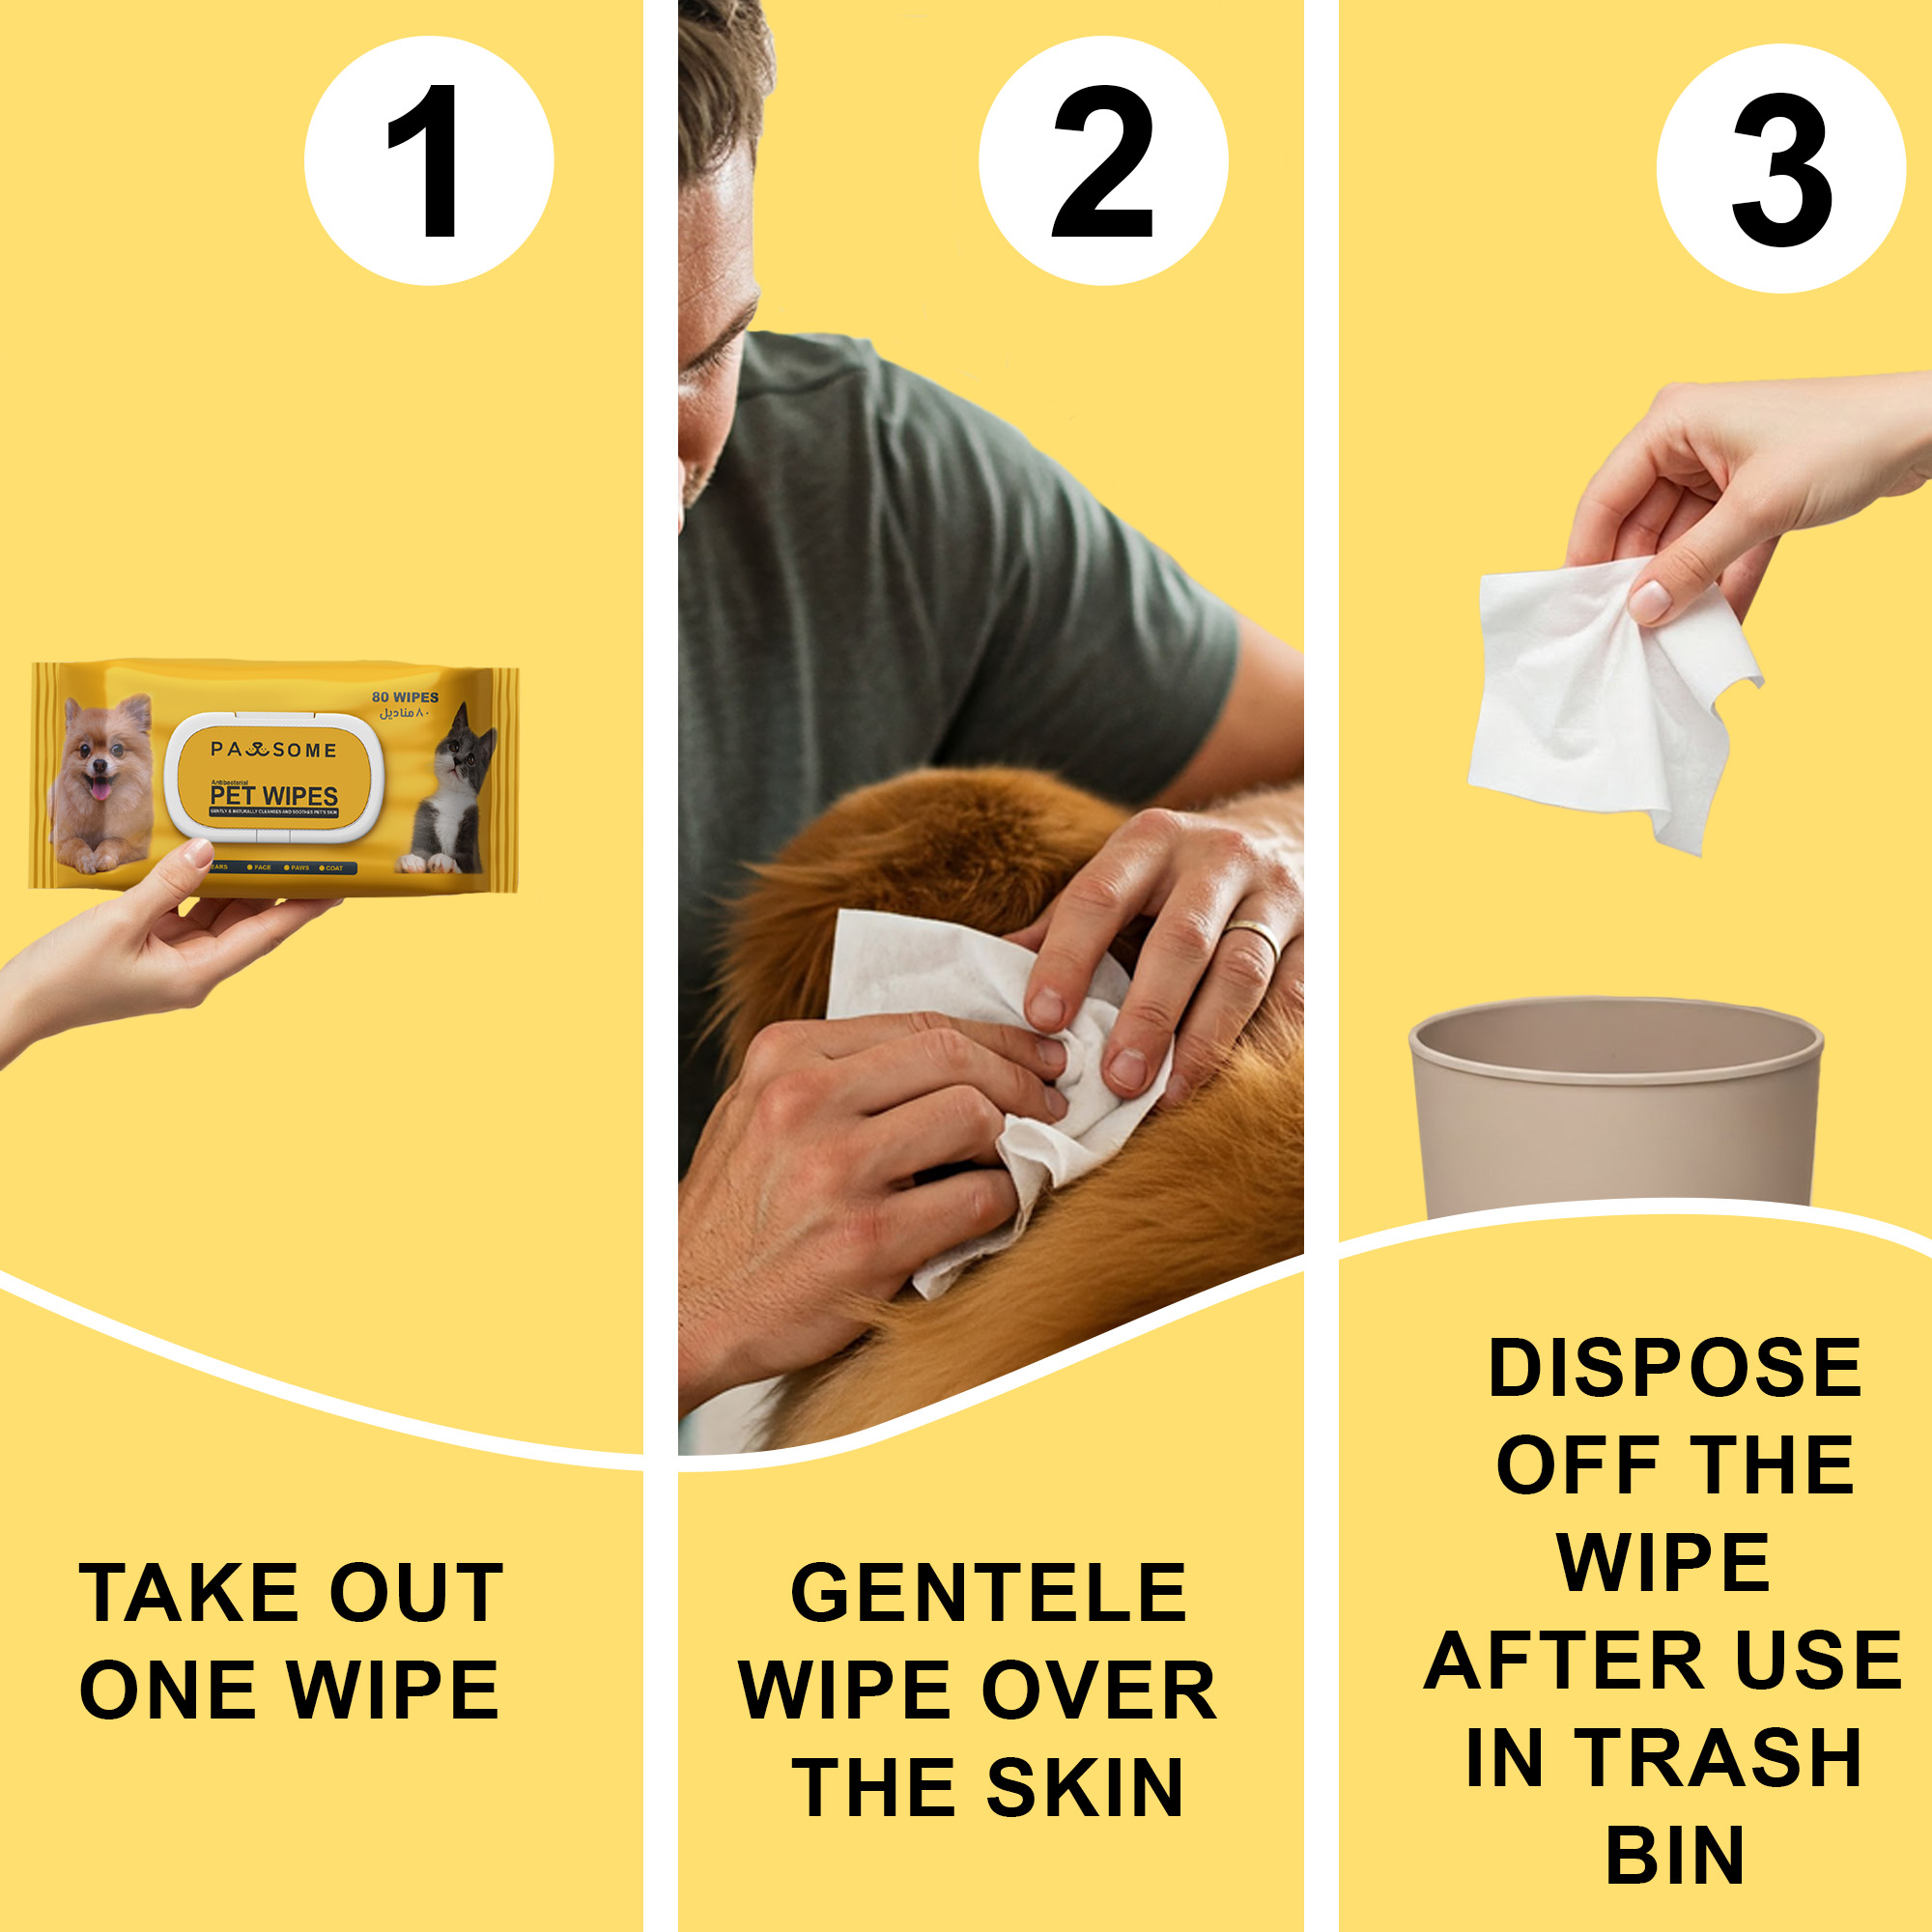 1
80 WIPES
٨٠ مناديل
PAWSOME
Antibacterial
PET WIPES
GENTLY & NATURALLY CLEANSES AND SOOTHES PET'S SKIN
EARS FACE PAWS COAT
TAKE OUT
ONE WIPE
2
GENTELE
WIPE OVER
THE SKIN
3
DISPOSE
OFF THE
WIPE
AFTER USE
IN TRASH
BIN